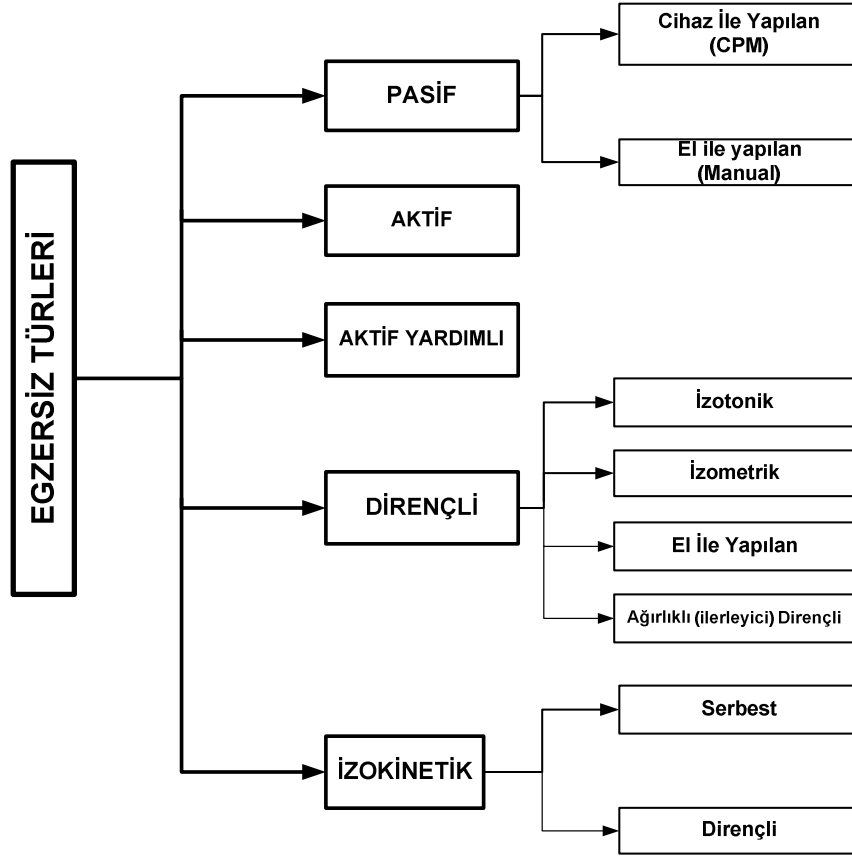 EGZERSİZ TÜRLERİ
PASİF
Cihaz İle Yapılan
(CPM)
El ile yapılan
(Manual)
AKTİF
AKTİF YARDIMLI
DİRENÇLİ
İzotonik
İzometrik
El İle Yapılan
Ağırlıklı (ilerleyici) Dirençli
İZOKİNETİK
Serbest
Dirençli